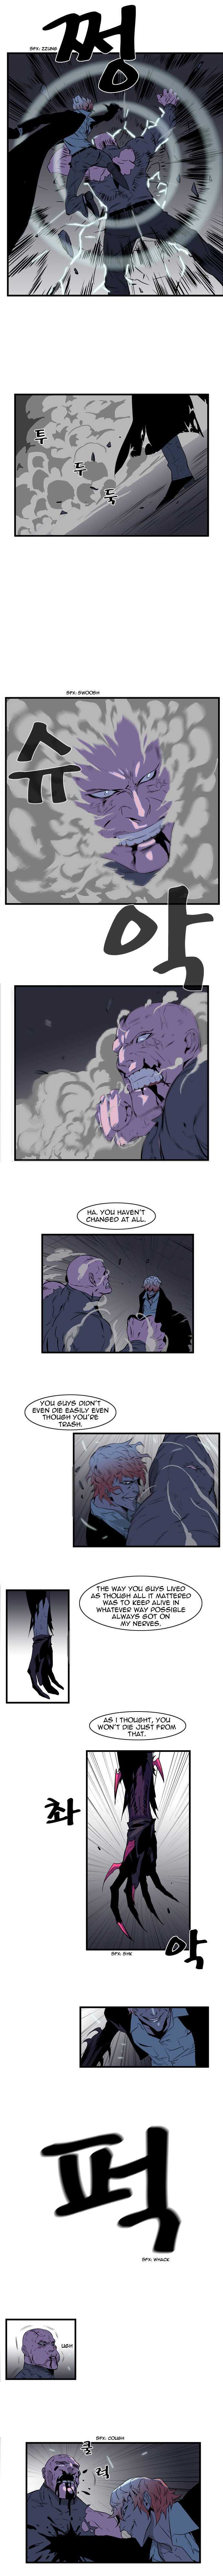 쩡
SFX: ZZUNG
투
두
둑
SFX: SWOOSH
슈
악
HA. YOU HAVEN'T
CHANGED AT ALL.
YOU GUYS DIDN'T
EVEN DIE EASILY EVEN
THOUGH YOU'RE
TRASH.
THE WAY YOU GUYS LIVED
AS THOUGH ALL IT MATTERED
WAS TO KEEP ALIVE IN
WHATEVER WAY POSSIBLE
ALWAYS GOT ON
MY NERVES.
AS I THOUGHT, YOU
WON'T DIE JUST FROM
THAT.
촤
악
SFX: SHK
퍽
SFX: WHACK
UGH
SFX: COUGH
쿨
럭